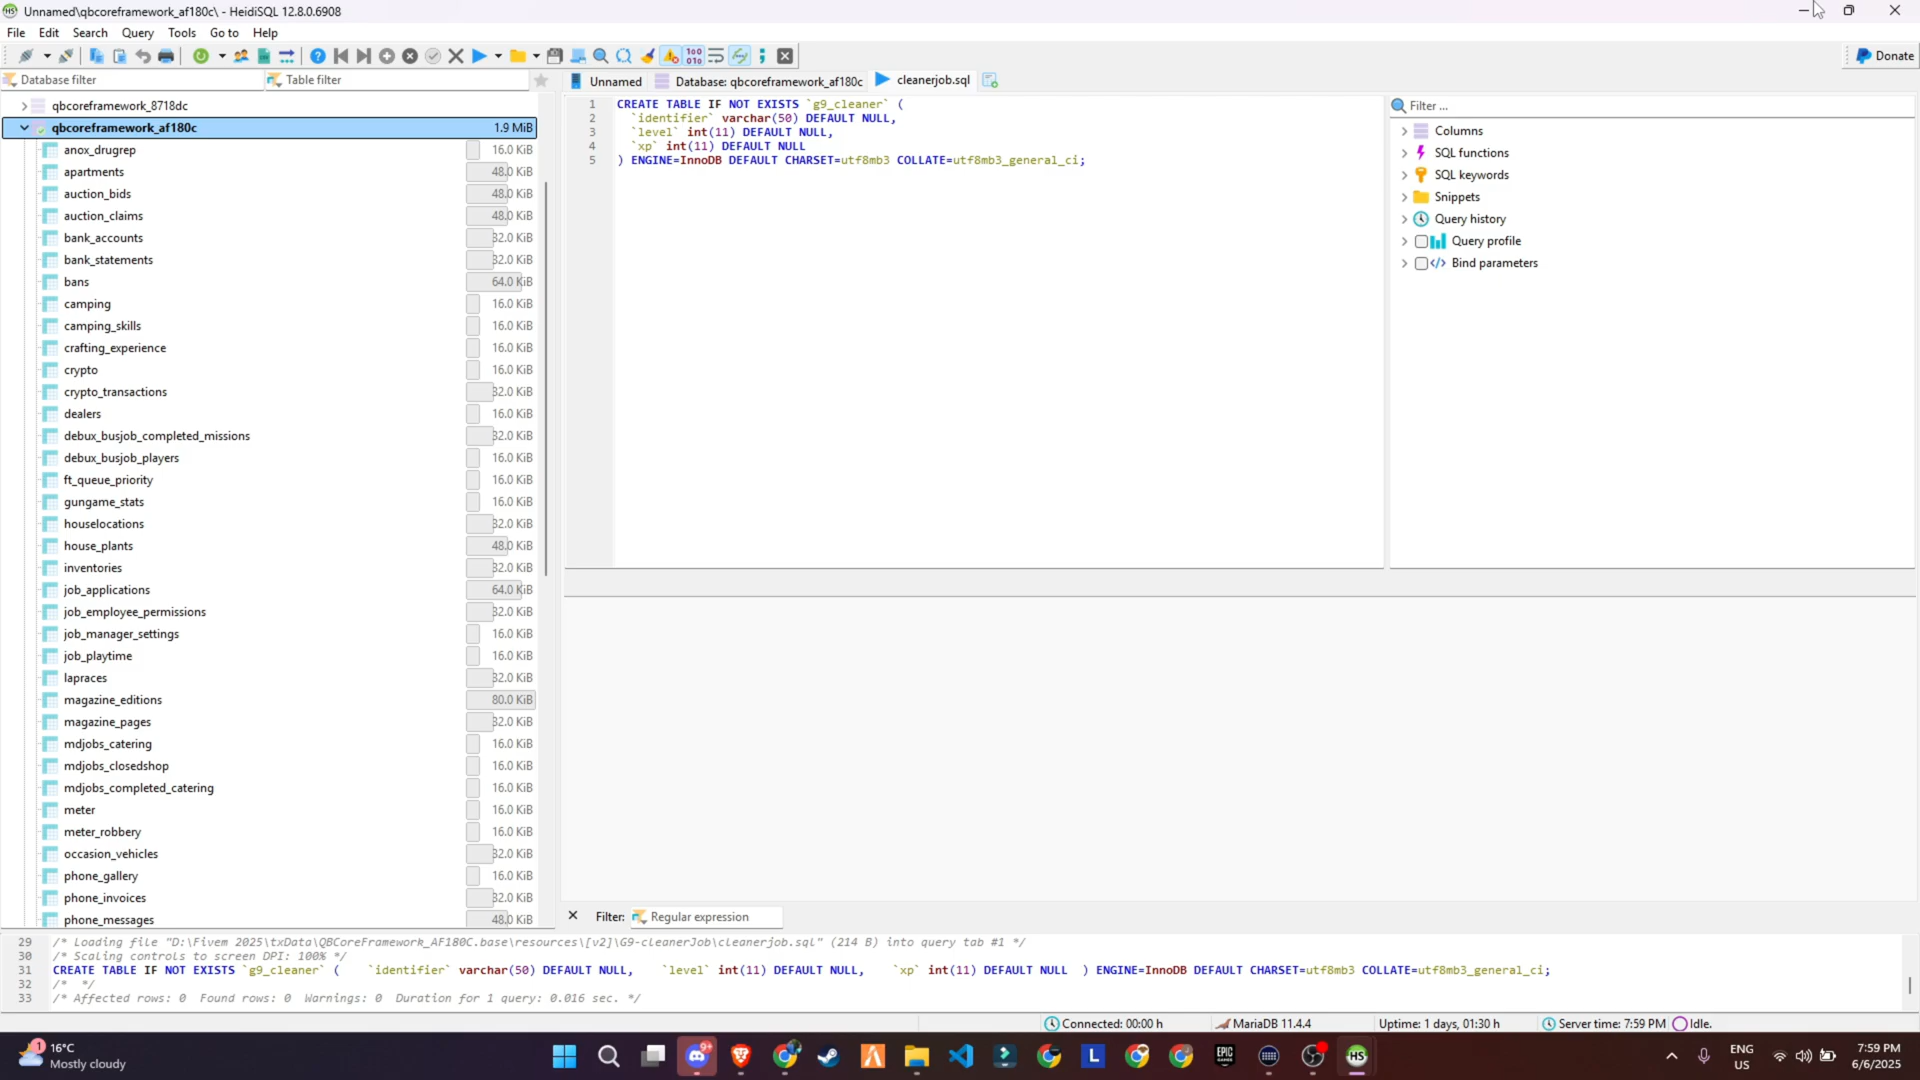 Unnamed\qbcoreframework_af180c\ - HeidiSQL 12.8.0.6908
File Edit Search Query Tools Go to Help
Donate
Database filter Table filter
Unnamed Database: qbcoreframework_af180c cleanerjob.sql
qbcoreframework_8718dc
qbcoreframework_af180c 1.9 MiB
anox_drugrep 16.0 KiB
apartments 48.0 KiB
auction_bids 48.0 KiB
auction_claims 48.0 KiB
bank_accounts 32.0 KiB
bank_statements 32.0 KiB
bans 64.0 KiB
camping 16.0 KiB
camping_skills 16.0 KiB
crafting_experience 16.0 KiB
crypto 16.0 KiB
crypto_transactions 32.0 KiB
dealers 16.0 KiB
debux_busjob_completed_missions 32.0 KiB
debux_busjob_players 16.0 KiB
ft_queue_priority 16.0 KiB
gungame_stats 16.0 KiB
houselocations 32.0 KiB
house_plants 48.0 KiB
inventories 32.0 KiB
job_applications 64.0 KiB
job_employee_permissions 32.0 KiB
job_manager_settings 16.0 KiB
job_playtime 16.0 KiB
lapraces 32.0 KiB
magazine_editions 80.0 KiB
magazine_pages 32.0 KiB
mdjobs_catering 16.0 KiB
mdjobs_closedshop 16.0 KiB
mdjobs_completed_catering 16.0 KiB
meter 16.0 KiB
meter_robbery 16.0 KiB
occasion_vehicles 32.0 KiB
phone_gallery 16.0 KiB
phone_invoices 32.0 KiB
phone_messages 48.0 KiB
1 CREATE TABLE IF NOT EXISTS `g9_cleaner` (
2 `identifier` varchar(50) DEFAULT NULL,
3 `level` int(11) DEFAULT NULL,
4 `xp` int(11) DEFAULT NULL
5 ) ENGINE=InnoDB DEFAULT CHARSET=utf8mb3 COLLATE=utf8mb3_general_ci;
Filter ...
Columns
SQL functions
SQL keywords
Snippets
Query history
Query profile
Bind parameters
Filter: Regular expression
29 /* Loading file "D:\Fivem 2025\txData\QBCoreFramework_AF180C.base\resources\[v2]\G9-cleanerJob\cleanerjob.sql" (214 B) into query tab #1 */
30 /* Scaling controls to screen DPI: 100% */
31 CREATE TABLE IF NOT EXISTS `g9_cleaner` ( `identifier` varchar(50) DEFAULT NULL, `level` int(11) DEFAULT NULL, `xp` int(11) DEFAULT NULL ) ENGINE=InnoDB DEFAULT CHARSET=utf8mb3 COLLATE=utf8mb3_general_ci;
32 /* */
33 /* Affected rows: 0 Found rows: 0 Warnings: 0 Duration for 1 query: 0.016 sec. */
Connected: 00:00 h MariaDB 11.4.4 Uptime: 1 days, 01:30 h Server time: 7:59 PM Idle.
1
16°C
Mostly cloudy
9+
L
EPIC
HS
ENG
US
7:59 PM
6/6/2025